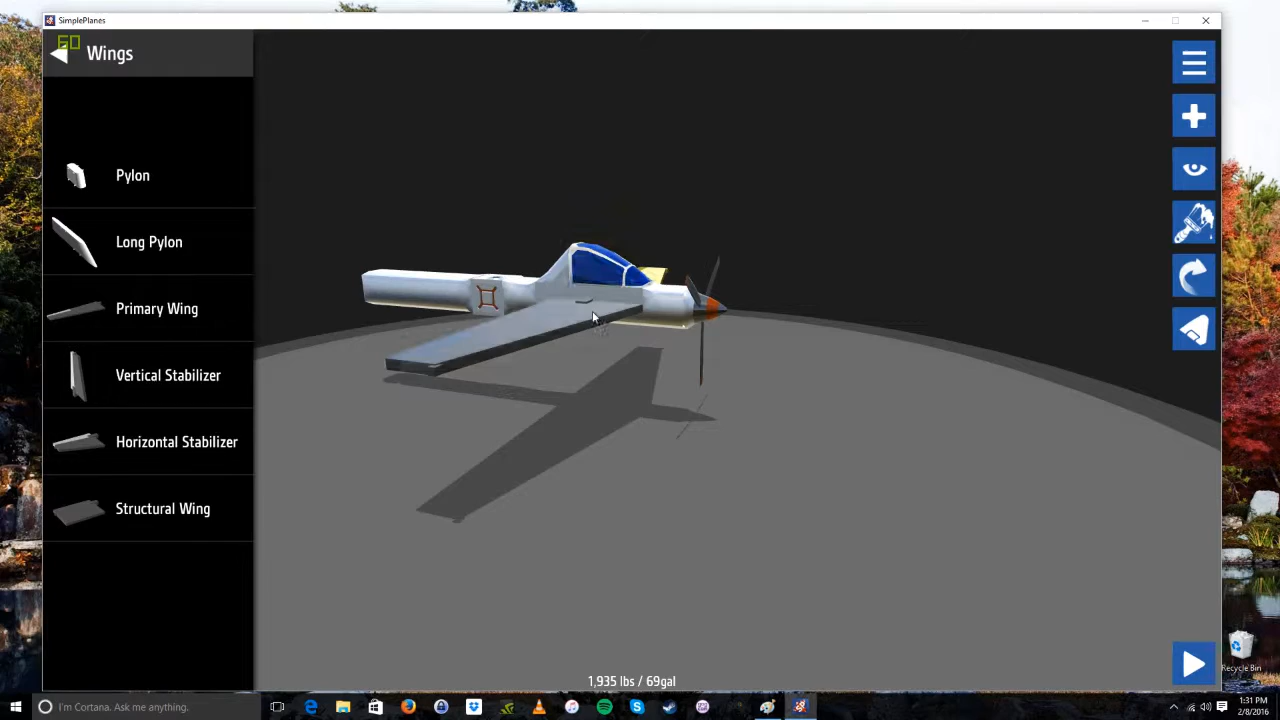 SimplePlanes
60
Wings
Pylon
Long Pylon
Primary Wing
Vertical Stabilizer
Horizontal Stabilizer
Structural Wing
1,935 lbs / 69gal
Recycle Bin
I'm Cortana. Ask me anything.
1:31 PM
2/8/2016